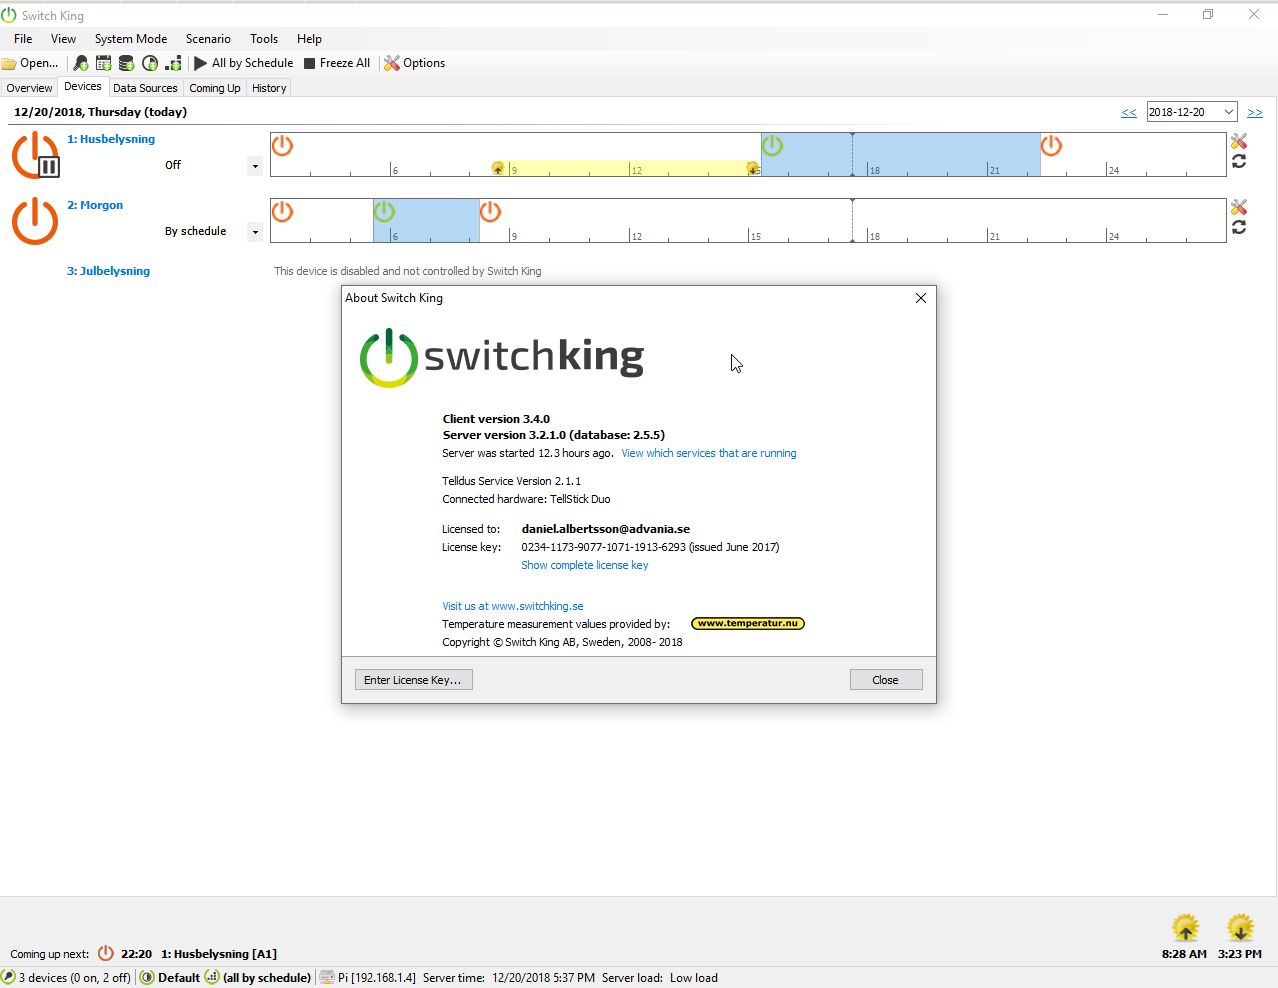 Switch King
File View System Mode Scenario Tools Help
Open... All by Schedule Freeze All Options
Overview Devices Data Sources Coming Up History
12/20/2018, Thursday (today) << 2018-12-20 >>
1: Husbelysning
Off
6 9 12 15 18 21 24
2: Morgon
By schedule
6 9 12 15 18 21 24
3: Julbelysning This device is disabled and not controlled by Switch King
About Switch King
switchking
Client version 3.4.0
Server version 3.2.1.0 (database: 2.5.5)
Server was started 12.3 hours ago. View which services that are running
Telldus Service Version 2.1.1
Connected hardware: TellStick Duo
Licensed to: daniel.albertsson@advania.se
License key: 0234-1173-9077-1071-1913-6293 (issued June 2017)
Show complete license key
Visit us at www.switchking.se
Temperature measurement values provided by: www.temperatur.nu
Copyright © Switch King AB, Sweden, 2008- 2018
Enter License Key... Close
Coming up next: 22:20 1: Husbelysning [A1] 8:28 AM 3:23 PM
3 devices (0 on, 2 off) Default (all by schedule) Pi [192.168.1.4] Server time: 12/20/2018 5:37 PM Server load: Low load